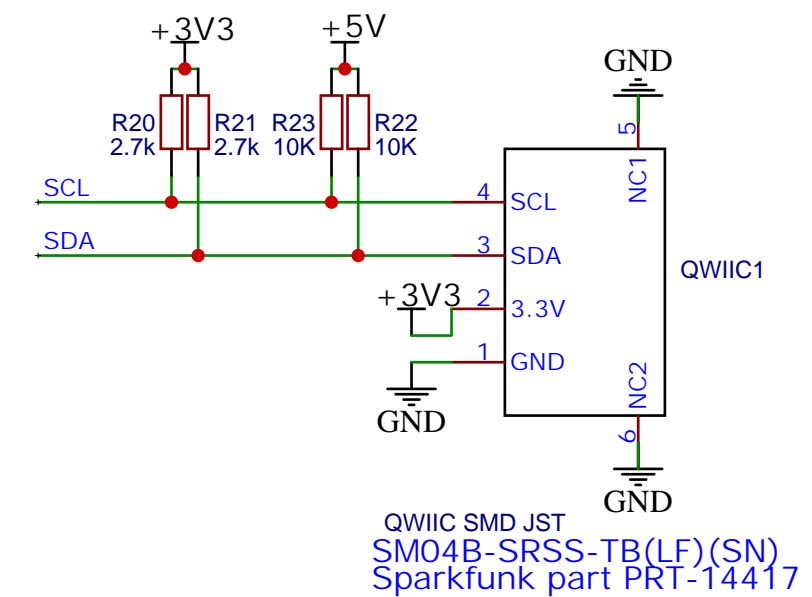 +3V3
+5V
GND
R20
2.7k
R21
2.7k
R23
10K
R22
10K
5
NC1
SCL
4
SCL
SDA
3
SDA
QWIIC1
+3V3
2
3.3V
1
GND
GND
NC2
6
GND
QWIIC SMD JST
SM04B-SRSS-TB(LF)(SN)
Sparkfunk part PRT-14417